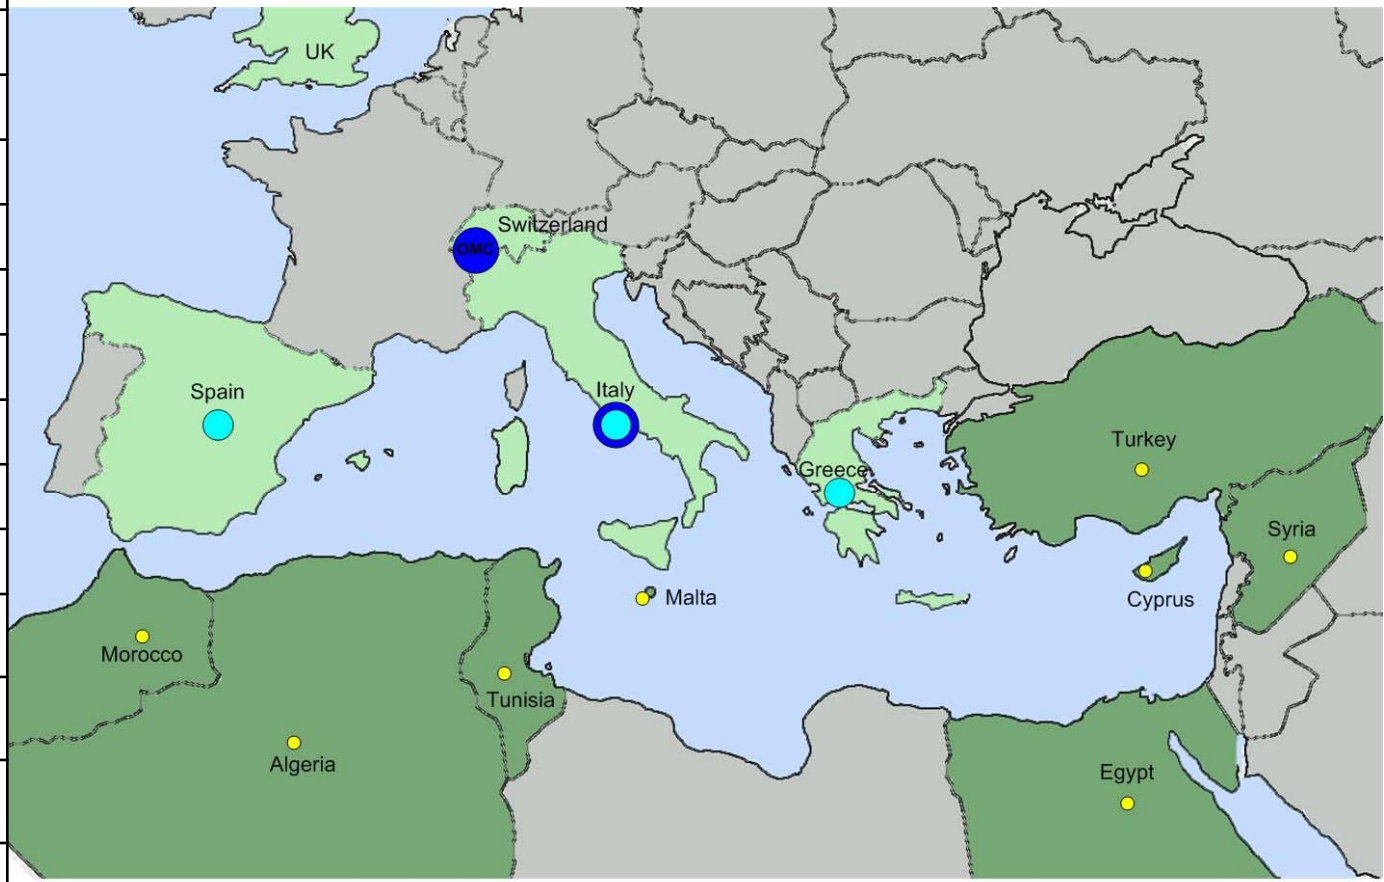 UK
Switzerland
OMC
Spain
Italy
Turkey
Greece
Syria
Malta
Cyprus
Morocco
Tunisia
Algeria
Egypt